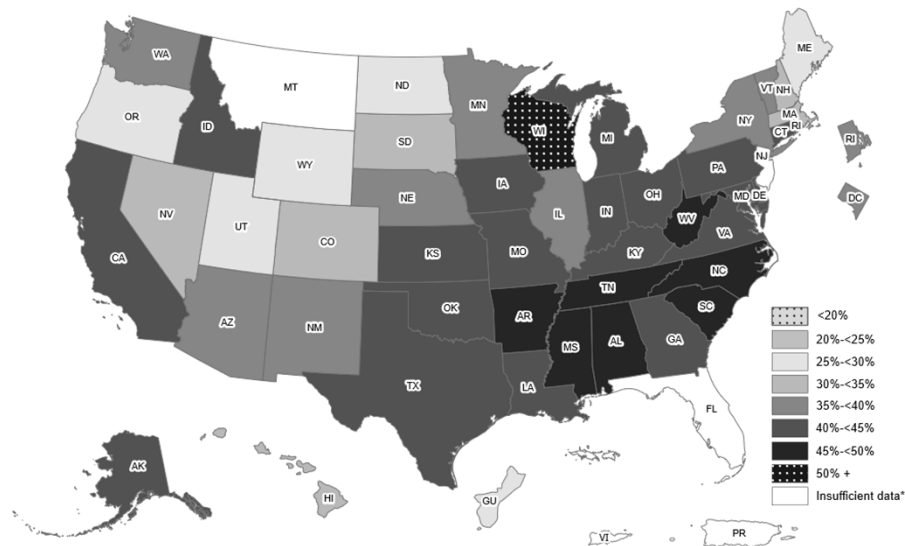 WA
MT
ND
MN
ME
VT
NH
OR
ID
WI
NY
MA
RI
CT
SD
MI
RI
WY
NJ
PA
IA
NE
OH
MD
DE
DC
NV
IL
IN
WV
UT
CO
VA
CA
KS
MO
KY
NC
TN
OK
AR
SC
AZ
NM
MS
AL
GA
TX
LA
FL
AK
HI
GU
VI
PR
<20%
20%-<25%
25%-<30%
30%-<35%
35%-<40%
40%-<45%
45%-<50%
50% +
Insufficient data*